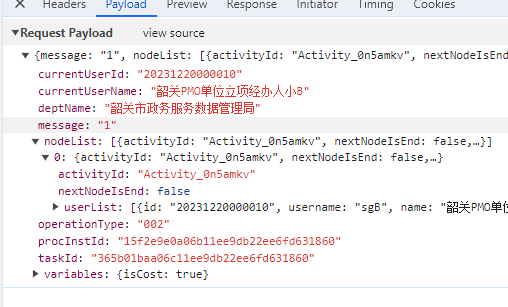 Headers Payload Preview Response Initiator Timing Cookies
Request Payload view source
{message: "1", nodeList: [{activityId: "Activity_0n5amkv", nextNodeIsEnd
currentUserId: "20231220000010"
currentUserName: "韶关PMO单位立项经办人小B"
deptName: "韶关市政务服务数据管理局"
message: "1"
nodeList: [{activityId: "Activity_0n5amkv", nextNodeIsEnd: false,…}]
0: {activityId: "Activity_0n5amkv", nextNodeIsEnd: false,…}
activityId: "Activity_0n5amkv"
nextNodeIsEnd: false
userList: [{id: "20231220000010", username: "sgB", name: "韶关PMO单
operationType: "002"
procInstId: "15f2e9e0a06b11ee9db22ee6fd631860"
taskId: "365b01baa06c11ee9db22ee6fd631860"
variables: {isCost: true}